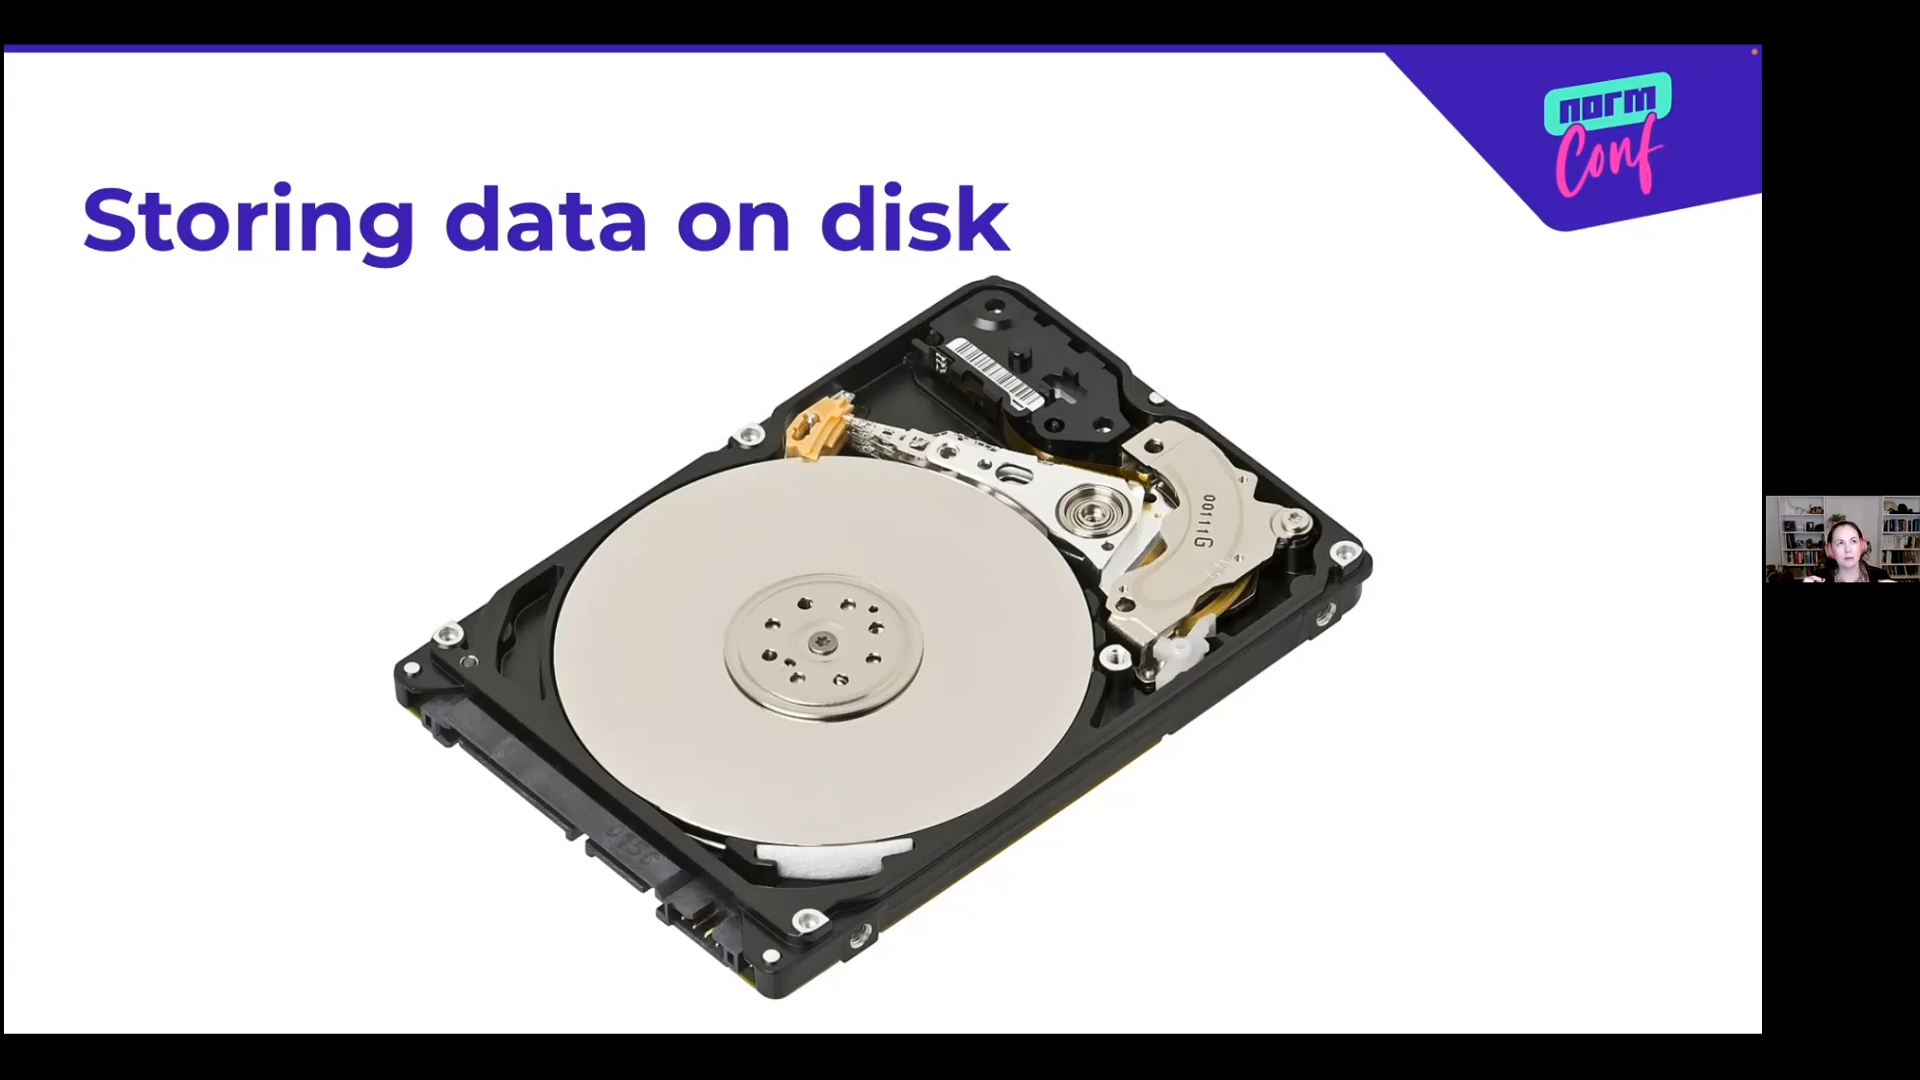 norm
Conf
Storing data on disk
00111G